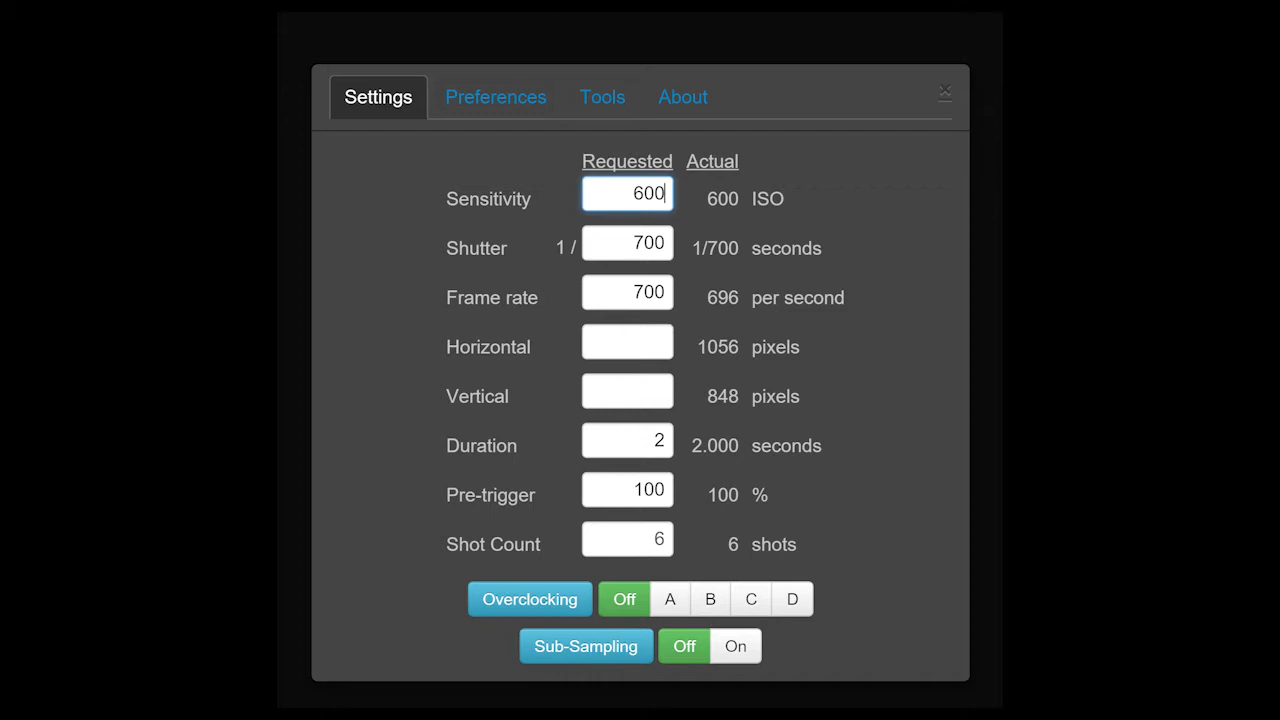 Settings Preferences Tools About ×
Requested Actual
Sensitivity 600 600 ISO
Shutter 1 / 700 1/700 seconds
Frame rate 700 696 per second
Horizontal 1056 pixels
Vertical 848 pixels
Duration 2 2.000 seconds
Pre-trigger 100 100 %
Shot Count 6 6 shots
Overclocking Off A B C D
Sub-Sampling Off On